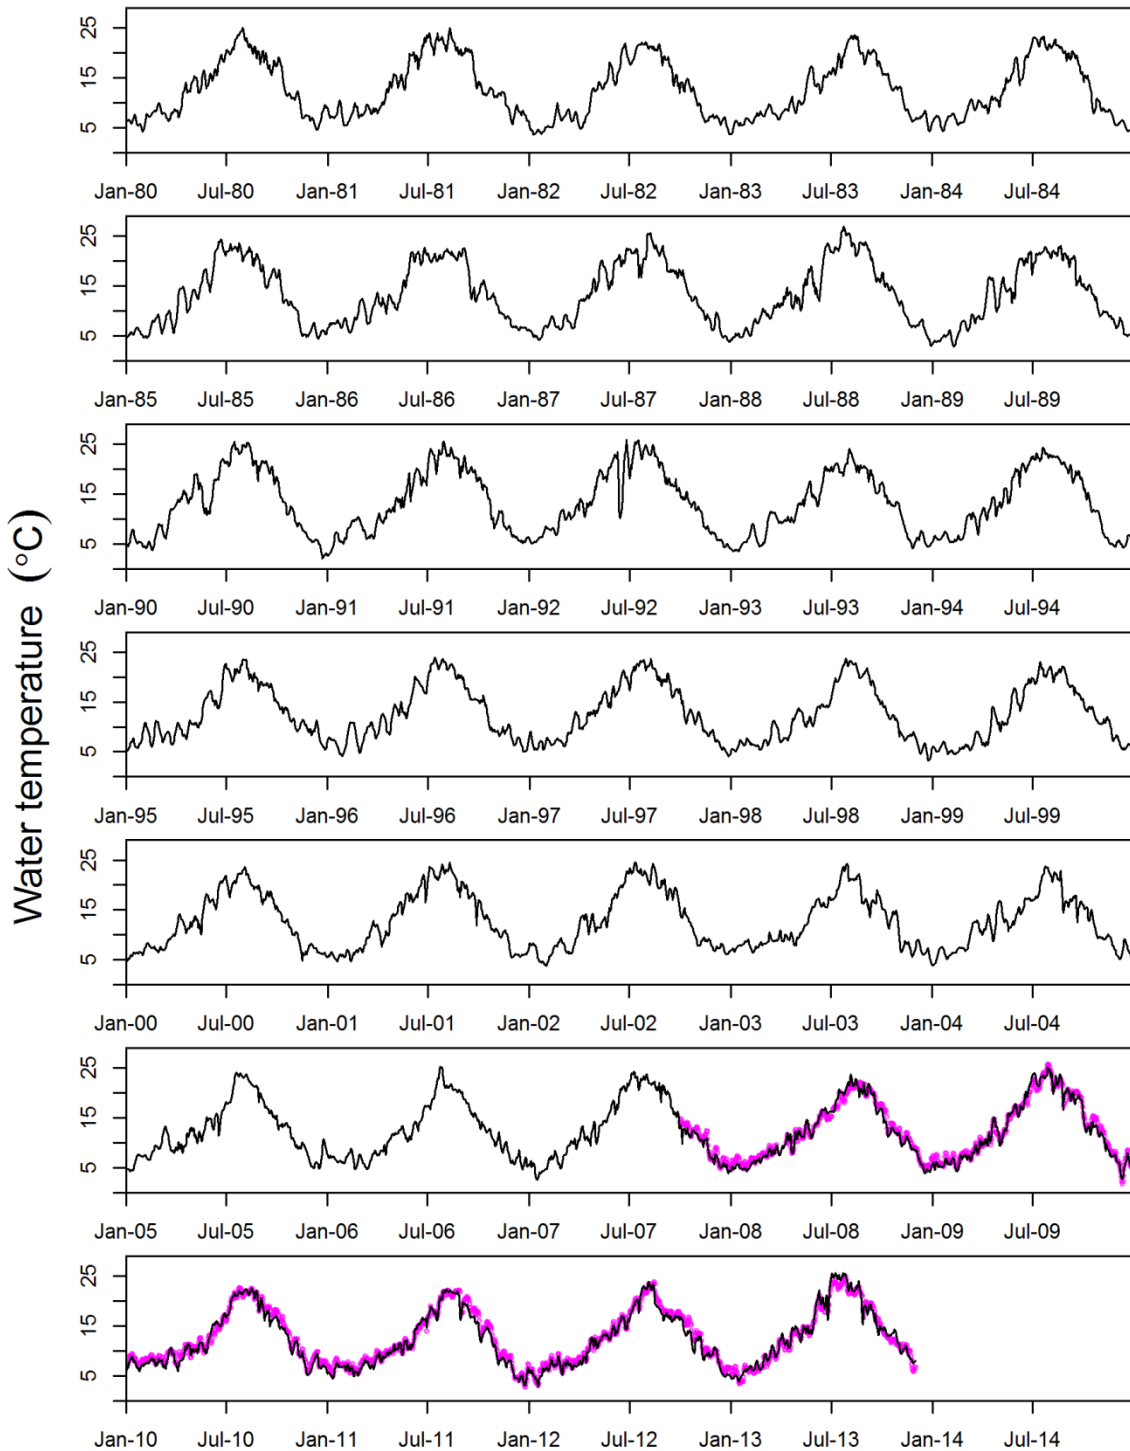 Water temperature (°C)
25
15
5
Jan-80 Jul-80 Jan-81 Jul-81 Jan-82 Jul-82 Jan-83 Jul-83 Jan-84 Jul-84
25
15
5
Jan-85 Jul-85 Jan-86 Jul-86 Jan-87 Jul-87 Jan-88 Jul-88 Jan-89 Jul-89
25
15
5
Jan-90 Jul-90 Jan-91 Jul-91 Jan-92 Jul-92 Jan-93 Jul-93 Jan-94 Jul-94
25
15
5
Jan-95 Jul-95 Jan-96 Jul-96 Jan-97 Jul-97 Jan-98 Jul-98 Jan-99 Jul-99
25
15
5
Jan-00 Jul-00 Jan-01 Jul-01 Jan-02 Jul-02 Jan-03 Jul-03 Jan-04 Jul-04
25
15
5
Jan-05 Jul-05 Jan-06 Jul-06 Jan-07 Jul-07 Jan-08 Jul-08 Jan-09 Jul-09
25
15
5
Jan-10 Jul-10 Jan-11 Jul-11 Jan-12 Jul-12 Jan-13 Jul-13 Jan-14 Jul-14